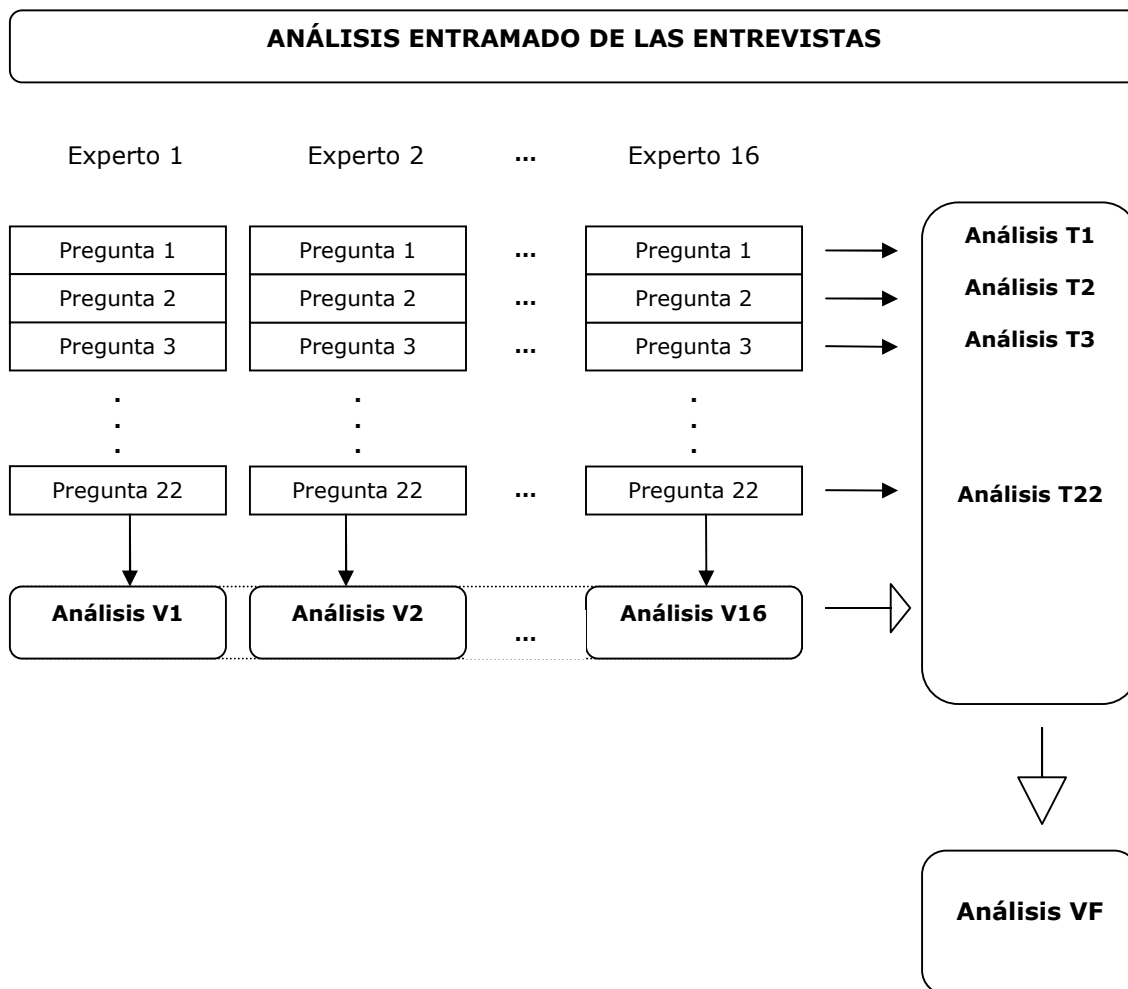 ANÁLISIS ENTRAMADO DE LAS ENTREVISTAS
Experto 1 Experto 2 ... Experto 16
Pregunta 1 Pregunta 1 ... Pregunta 1 Análisis T1
Pregunta 2 Pregunta 2 ... Pregunta 2 Análisis T2
Pregunta 3 Pregunta 3 ... Pregunta 3 Análisis T3
. . .
. . .
. . .
Pregunta 22 Pregunta 22 ... Pregunta 22 Análisis T22
Análisis V1 Análisis V2 ... Análisis V16
Análisis VF